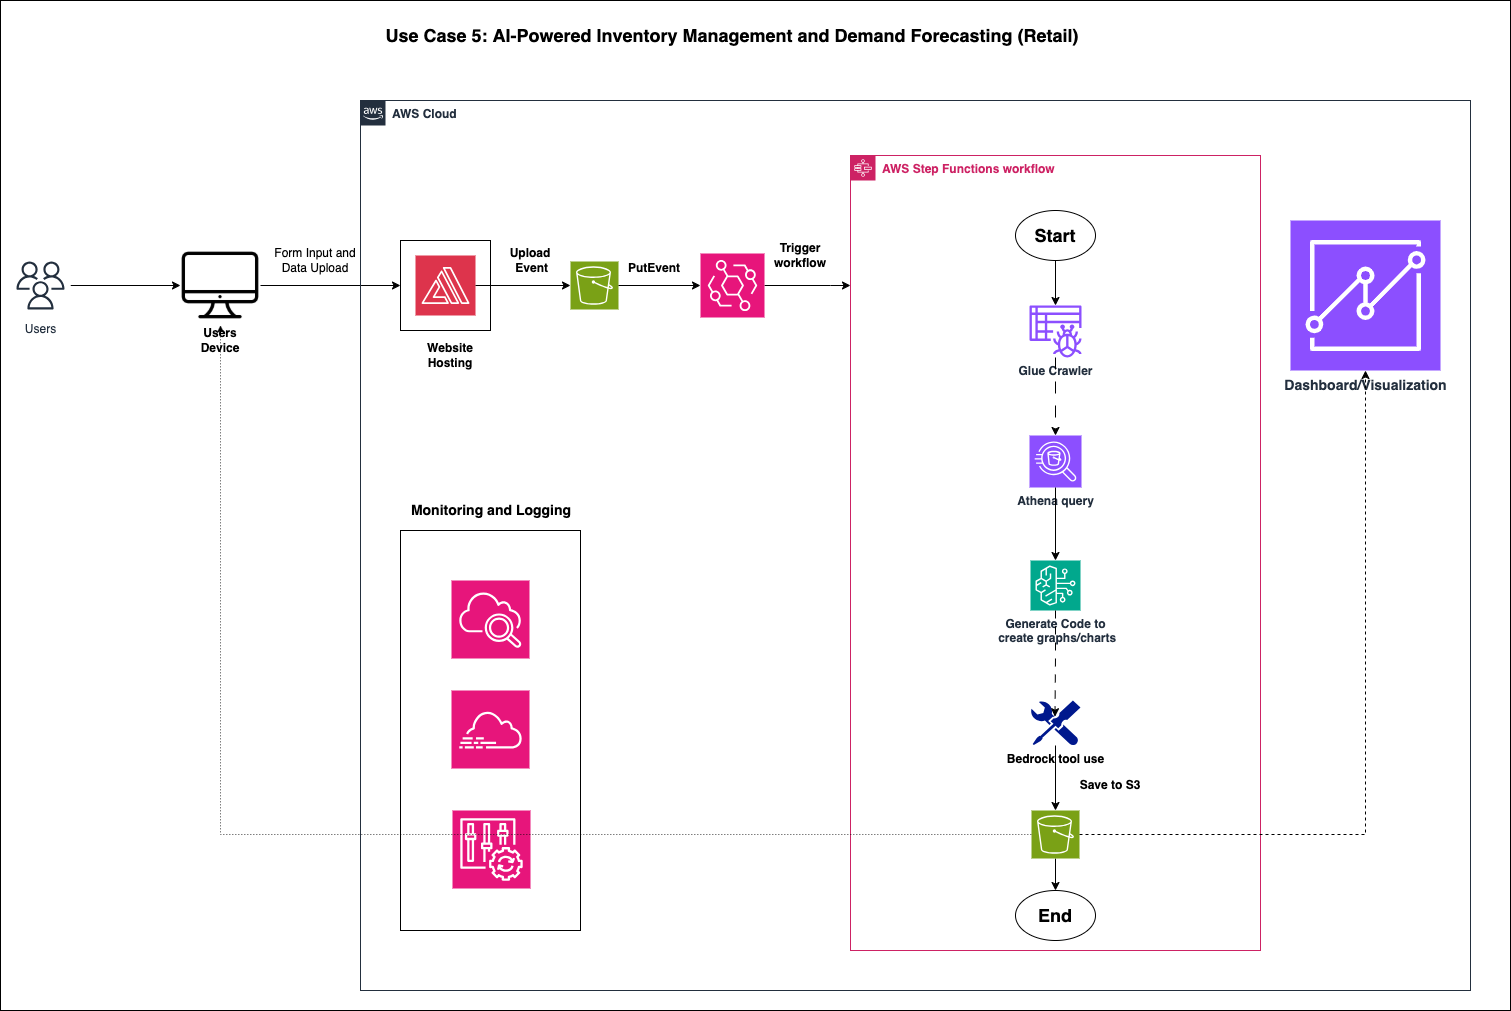 Use Case 5: AI-Powered Inventory Management and Demand Forecasting (Retail)
aws
AWS Cloud
AWS Step Functions workflow
Start
Form Input and
Data Upload
Upload
Event
PutEvent
Trigger
workflow
Users
Users
Device
Website
Hosting
Glue Crawler
Dashboard/Visualization
Athena query
Monitoring and Logging
Generate Code to
create graphs/charts
Bedrock tool use
Save to S3
End